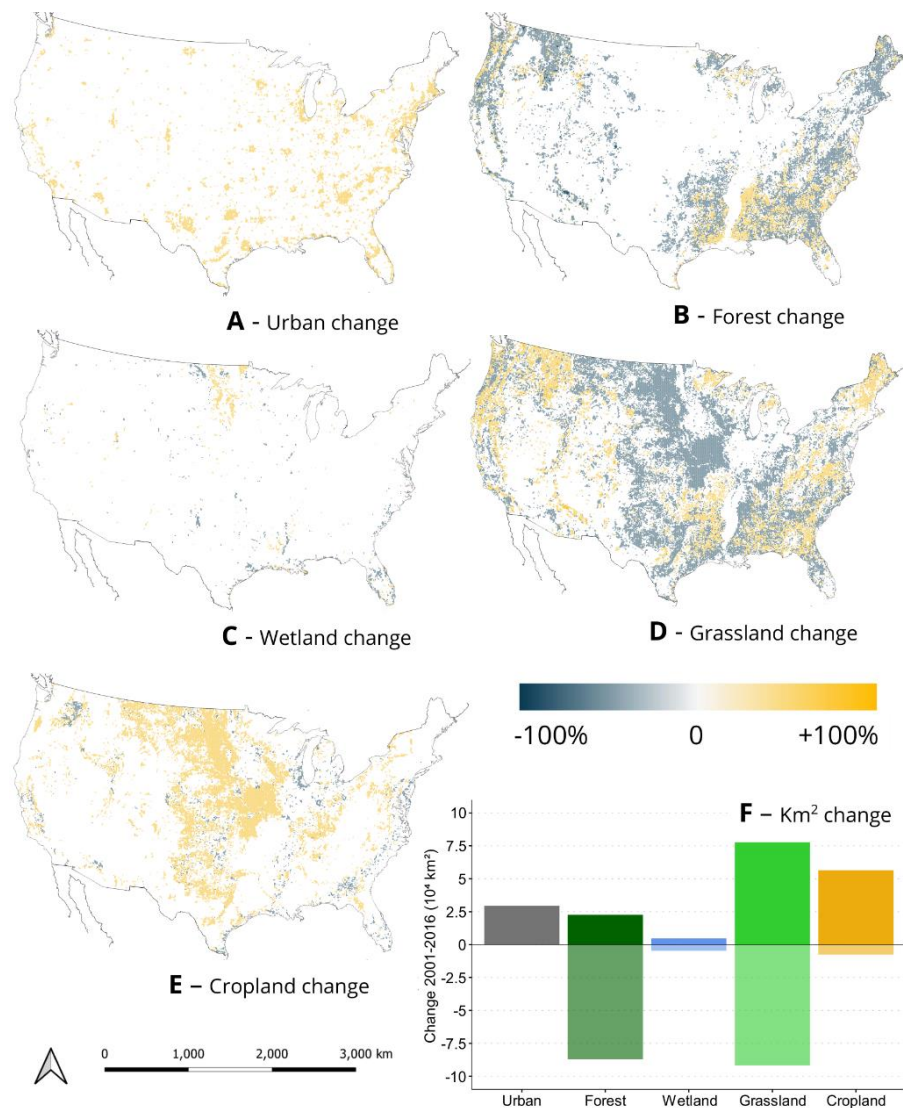 A - Urban change
B - Forest change
C - Wetland change
D - Grassland change
-100% 0 +100%
E – Cropland change
0 1,000 2,000 3,000 km
F – Km² change
Change 2001-2016 (10⁴ km²)
10
7.5
5
2.5
0
-2.5
-5
-7.5
-10
Urban Forest Wetland Grassland Cropland